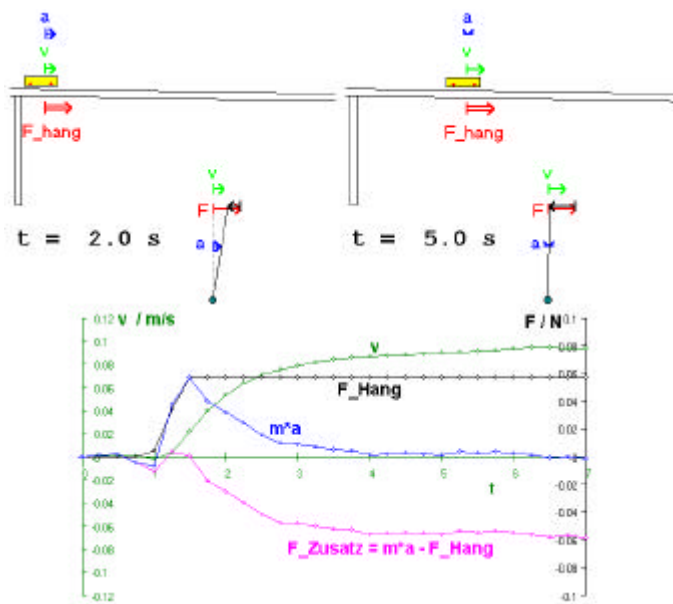 a
v
F_hang
v
F
a
t = 2.0 s
a
v
F_hang
v
F
a
t = 5.0 s
v / m/s
F / N
0.12
0.1
0.08
0.06
0.04
0.02
0
-0.02
-0.04
-0.06
-0.08
-0.1
-0.12
0.1
0.08
0.06
0.04
0.02
0
-0.02
-0.04
-0.06
-0.08
-0.1
0 1 2 3 4 5 6 7
v
F_Hang
m*a
t
F_Zusatz = m*a - F_Hang